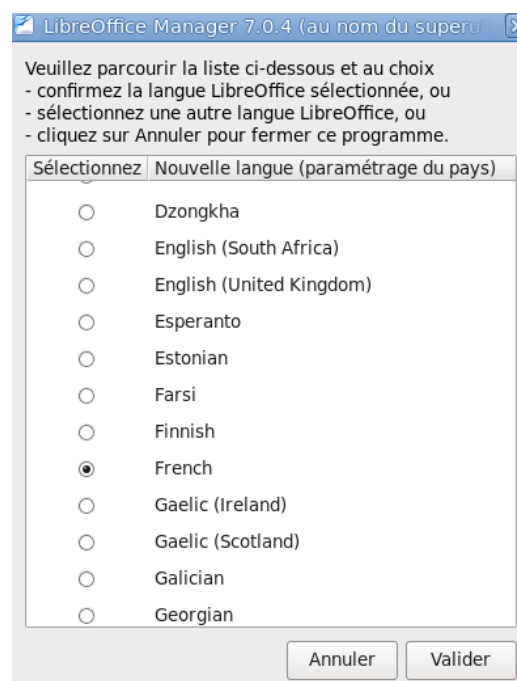 LibreOffice Manager 7.0.4 (au nom du
Veuillez parcourir la liste ci-dessous et au choix
- confirmez la langue LibreOffice sélectionnée, ou
- sélectionnez une autre langue LibreOffice, ou
- cliquez sur Annuler pour fermer ce programme.
Sélectionnez Nouvelle langue (paramétrage du pays)
Dzongkha
English (South Africa)
English (United Kingdom)
Esperanto
Estonian
Farsi
Finnish
French
Gaelic (Ireland)
Gaelic (Scotland)
Galician
Georgian
Annuler Valider